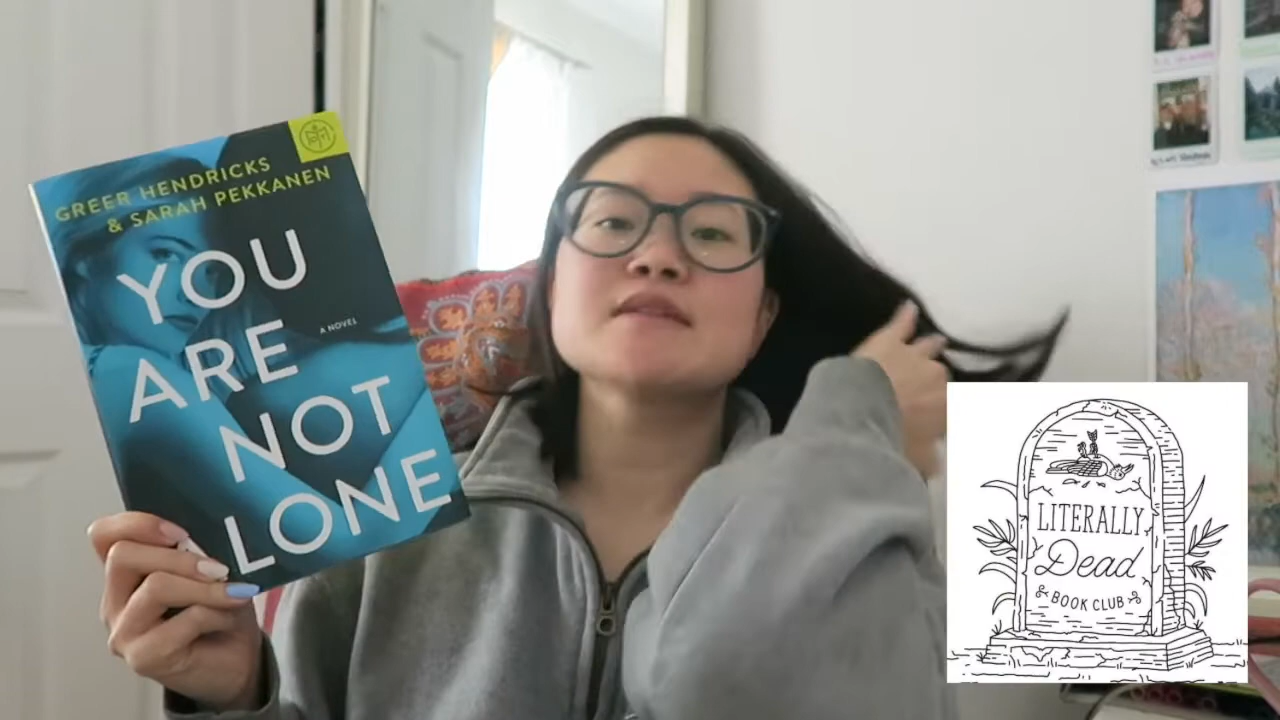 GREER HENDRICKS
& SARAH PEKKANEN
YOU
ARE
A NOVEL
NOT
LONE
LITERALLY
Dead
BOOK CLUB